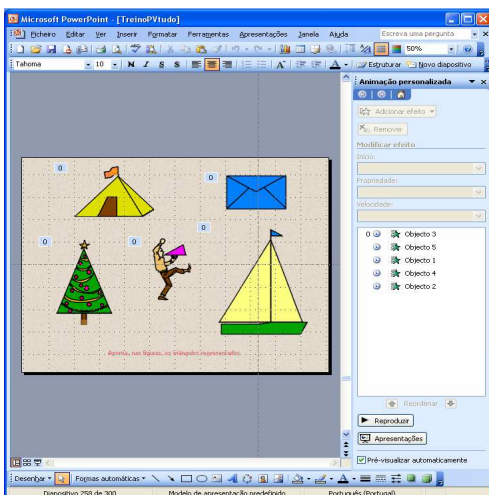 Microsoft PowerPoint - [TreinoPVtudo]
Ficheiro Editar Ver Inserir Formatar Ferramentas Apresentações Janela Ajuda Escreva uma pergunta
50%
Tahoma 10 N I S S Estruturar Novo diapositivo
Animação personalizada
Adicionar efeito
Remover
Modificar efeito
Início:
Propriedade:
Velocidade:
0
0
0
0
0
0 Objecto 3
Objecto 5
Objecto 1
Objecto 4
Objecto 2
Aponta, nas figuras, os triângulos representados.
Reordenar
Reproduzir
Apresentações
Pré-visualizar automaticamente
Desenhar Formas automáticas
Diapositivo 258 de 300 Modelo de apresentação predefinido Português (Portugal)